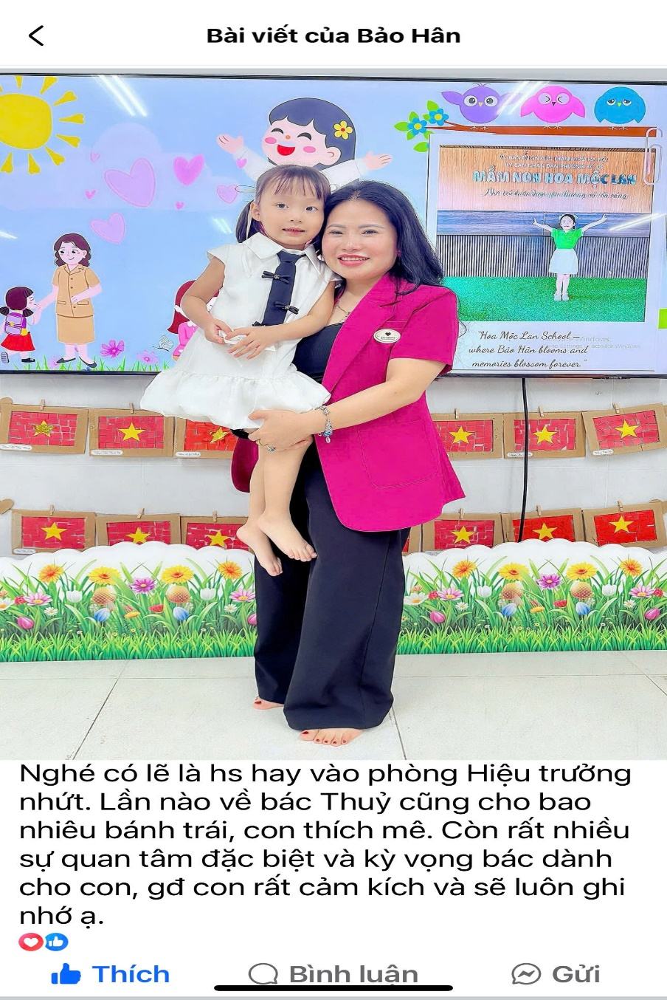 Bài viết của Bảo Hân
MẦM NON HOA MỘC LAN
"Hoa Mộc Lan School –
where Bảo Hân blooms and
memories blossom forever."
Nghé có lẽ là hs hay vào phòng Hiệu trưởng
nhứt. Lần nào về bác Thuỷ cũng cho bao
nhiêu bánh trái, con thích mê. Còn rất nhiều
sự quan tâm đặc biệt và kỳ vọng bác dành
cho con, gđ con rất cảm kích và sẽ luôn ghi
nhớ ạ.
Thích Bình luận Gửi